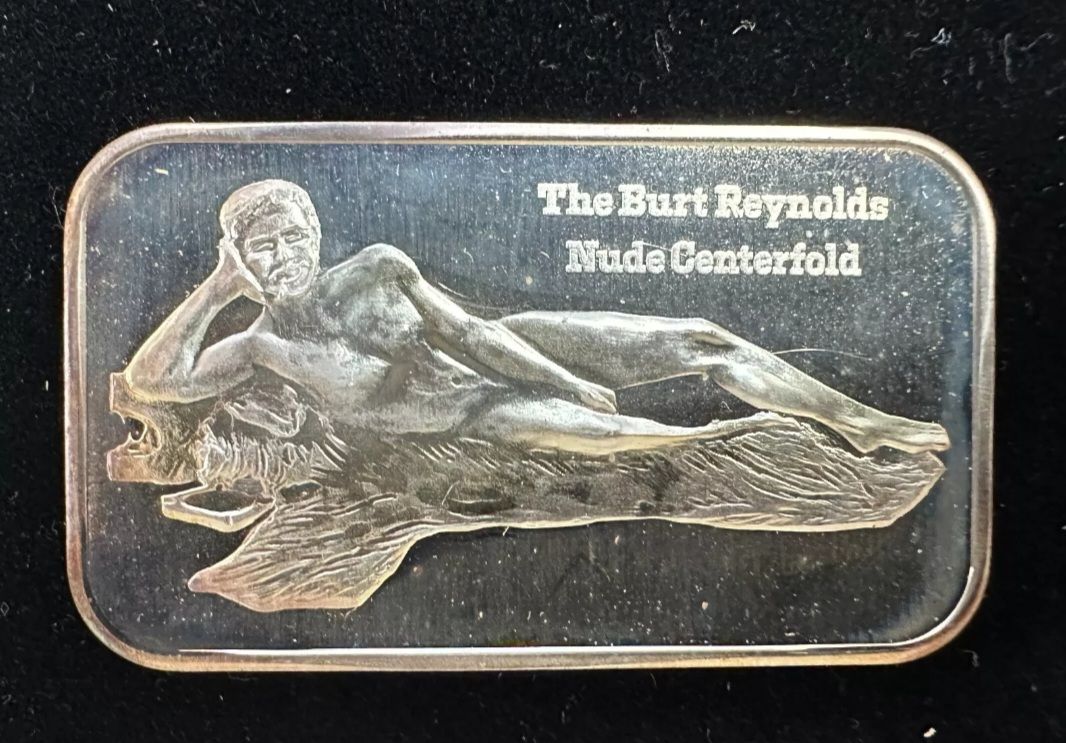 The Burt Reynolds
Nude Centerfold